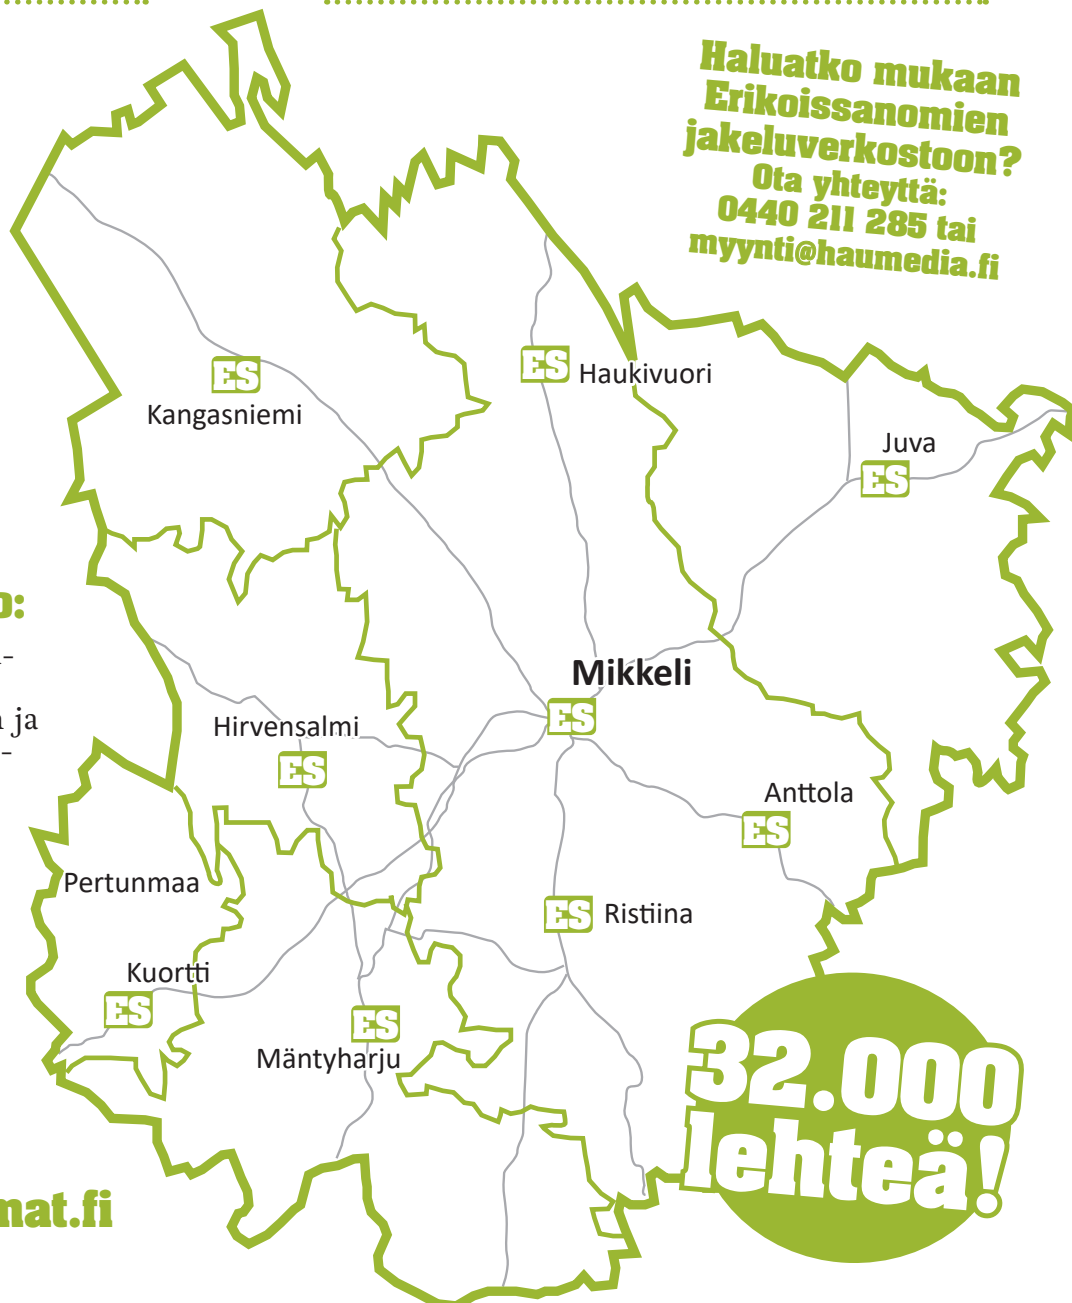 Haluatko mukaan
Erikoissanomien
jakeluverkostoon?
Ota yhteyttä:
0440 211 285 tai
myynti@haumedia.fi
ES
Haukivuori
ES
Kangasniemi
Juva
ES
Mikkeli
ES
ja
Hirvensalmi
ES
Anttola
ES
Pertunmaa
ES
Ristiina
Kuortti
ES
ES
Mäntyharju
32.000
lehteä!
mat.fi